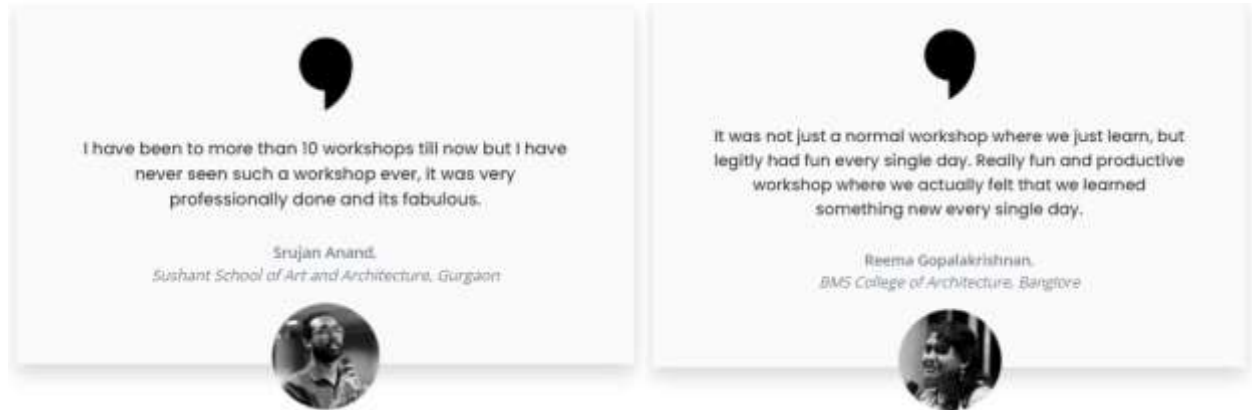 I have been to more than 10 workshops till now but I have
never seen such a workshop ever, it was very
professionally done and its fabulous.
Srujan Anand,
Sushant School of Art and Architecture, Gurgaon
It was not just a normal workshop where we just learn, but
legitly had fun every single day. Really fun and productive
workshop where we actually felt that we learned
something new every single day.
Reema Gopalakrishnan,
BMS College of Architecture, Banglore